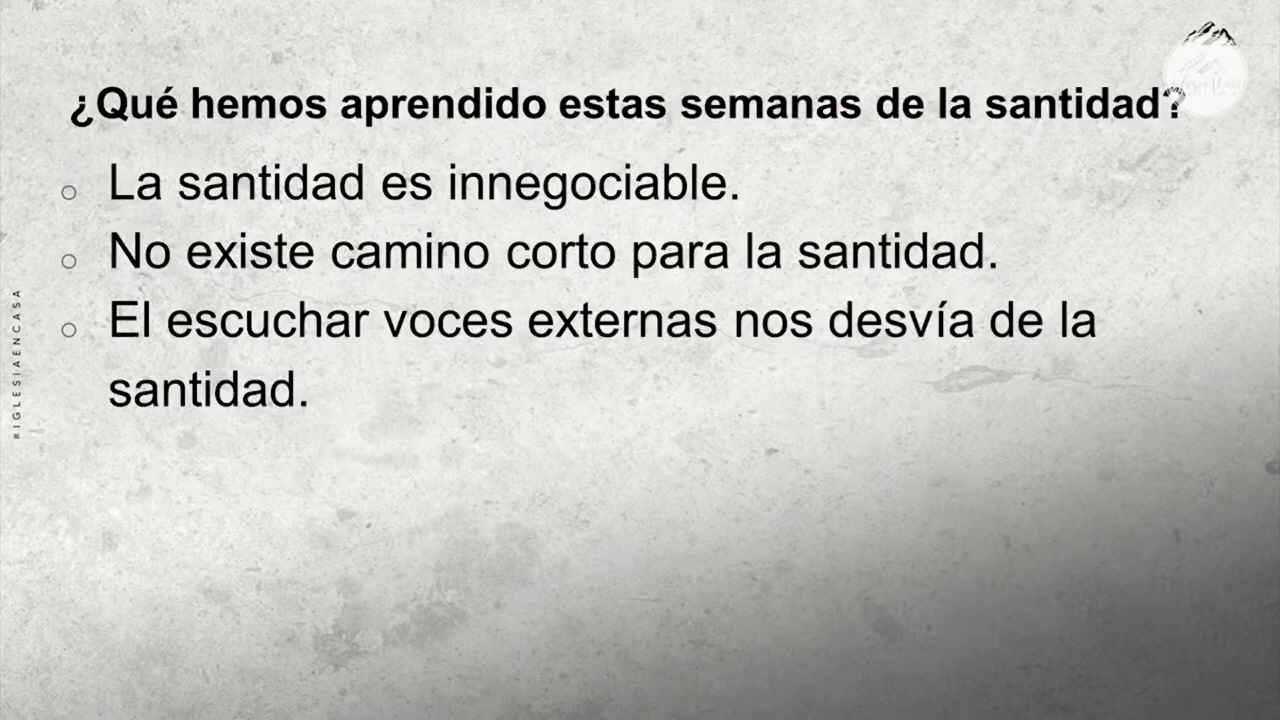 ¿Qué hemos aprendido estas semanas de la santidad?
La santidad es innegociable.
No existe camino corto para la santidad.
El escuchar voces externas nos desvía de la
santidad.
#IGLESIAENCASA